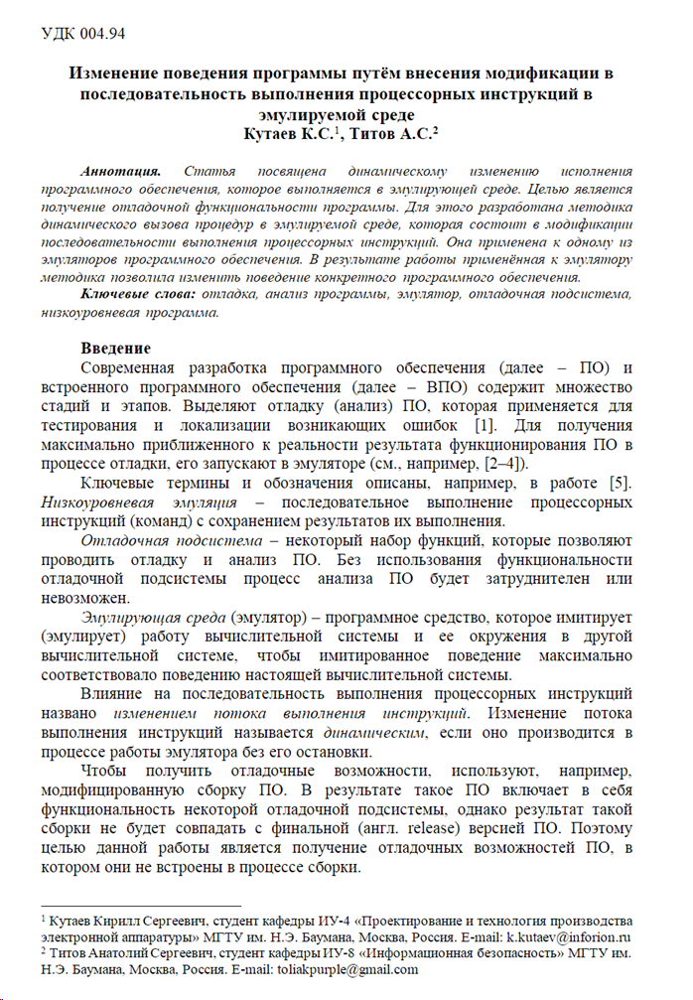 УДК 004.94
Изменение поведения программы путём внесения модификации в
последовательность выполнения процессорных инструкций в
эмулируемой среде
Кутаев К.С.¹, Титов А.С.²
Аннотация. Статья посвящена динамическому изменению исполнения
программного обеспечения, которое выполняется в эмулирующей среде. Целью является
получение отладочной функциональности программы. Для этого разработана методика
динамического вызова процедур в эмулируемой среде, которая состоит в модификации
последовательности выполнения процессорных инструкций. Она применена к одному из
эмуляторов программного обеспечения. В результате работы применённая к эмулятору
методика позволила изменить поведение конкретного программного обеспечения.
Ключевые слова: отладка, анализ программы, эмулятор, отладочная подсистема,
низкоуровневая программа.
Введение
Современная разработка программного обеспечения (далее – ПО) и
встроенного программного обеспечения (далее – ВПО) содержит множество
стадий и этапов. Выделяют отладку (анализ) ПО, которая применяется для
тестирования и локализации возникающих ошибок [1]. Для получения
максимально приближенного к реальности результата функционирования ПО в
процессе отладки, его запускают в эмуляторе (см., например, [2–4]).
Ключевые термины и обозначения описаны, например, в работе [5].
Низкоуровневая эмуляция – последовательное выполнение процессорных
инструкций (команд) с сохранением результатов их выполнения.
Отладочная подсистема – некоторый набор функций, которые позволяют
проводить отладку и анализ ПО. Без использования функциональности
отладочной подсистемы процесс анализа ПО будет затруднителен или
невозможен.
Эмулирующая среда (эмулятор) – программное средство, которое имитирует
(эмулирует) работу вычислительной системы и ее окружения в другой
вычислительной системе, чтобы имитированное поведение максимально
соответствовало поведению настоящей вычислительной системы.
Влияние на последовательность выполнения процессорных инструкций
названо изменением потока выполнения инструкций. Изменение потока
выполнения инструкций называется динамическим, если оно производится в
процессе работы эмулятора без его остановки.
Чтобы получить отладочные возможности, используют, например,
модифицированную сборку ПО. В результате такое ПО включает в себя
функциональность некоторой отладочной подсистемы, однако результат такой
сборки не будет совпадать с финальной (англ. release) версией ПО. Поэтому
целью данной работы является получение отладочных возможностей ПО, в
котором они не встроены в процессе сборки.
¹ Кутаев Кирилл Сергеевич, студент кафедры ИУ-4 «Проектирование и технология производства
электронной аппаратуры» МГТУ им. Н.Э. Баумана, Москва, Россия. E-mail: k.kutaev@inforion.ru
² Титов Анатолий Сергеевич, студент кафедры ИУ-8 «Информационная безопасность» МГТУ им.
Н.Э. Баумана, Москва, Россия. E-mail: toliakpurple@gmail.com